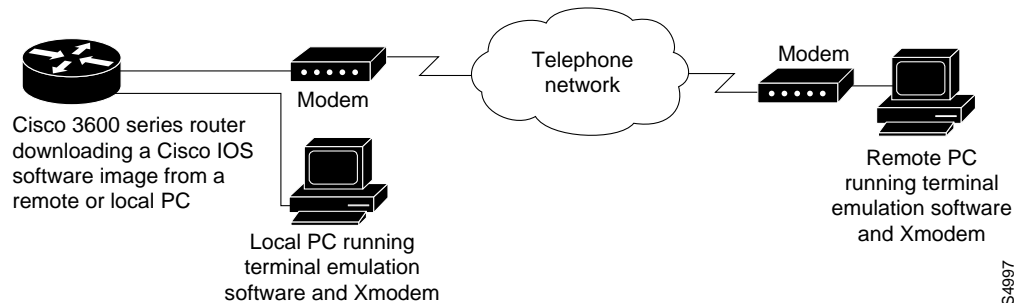 Telephone
network
Modem
Modem
Cisco 3600 series router
downloading a Cisco IOS
software image from a
remote or local PC
Remote PC
running terminal
emulation software
and Xmodem
Local PC running
terminal emulation
software and Xmodem
S4997